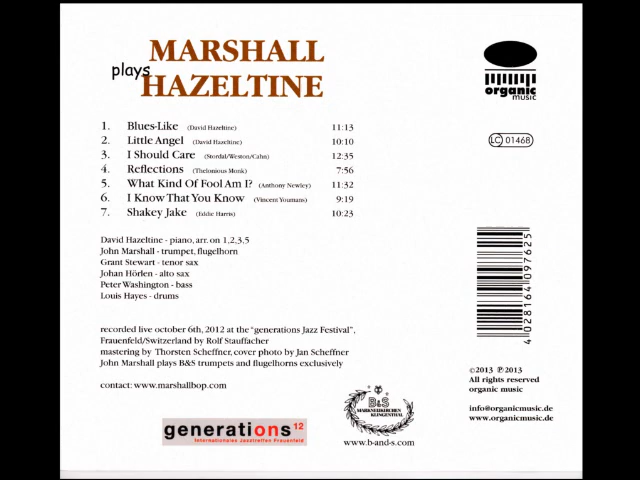 MARSHALL
plays
HAZELTINE
1. Blues-Like (David Hazeltine) 11:13
2. Little Angel (David Hazeltine) 10:10
3. I Should Care (Stordal/Weston/Cahn) 12:35
4. Reflections (Thelonious Monk) 7:56
5. What Kind Of Fool Am I? (Anthony Newley) 11:32
6. I Know That You Know (Vincent Youmans) 9:19
7. Shakey Jake (Eddie Harris) 10:23
David Hazeltine - piano, arr. on 1,2,3,5
John Marshall - trumpet, flugelhorn
Grant Stewart - tenor sax
Johan Hörlen - alto sax
Peter Washington - bass
Louis Hayes - drums
recorded live october 6th, 2012 at the "generations Jazz Festival",
Frauenfeld/Switzerland by Rolf Stauffacher
mastering by Thorsten Scheffner, cover photo by Jan Scheffner
John Marshall plays B&S trumpets and flugelhorns exclusively
contact: www.marshallbop.com
generations 12
Internationales Jazztreffen Frauenfeld
B&S
MARKNEUKIRCHEN
KLINGENTHAL
www.b-and-s.com
organic
music
LC 01468
4 028164 097625
©2013 ℗2013
All rights reserved
organic music
info@organicmusic.de
www.organicmusic.de